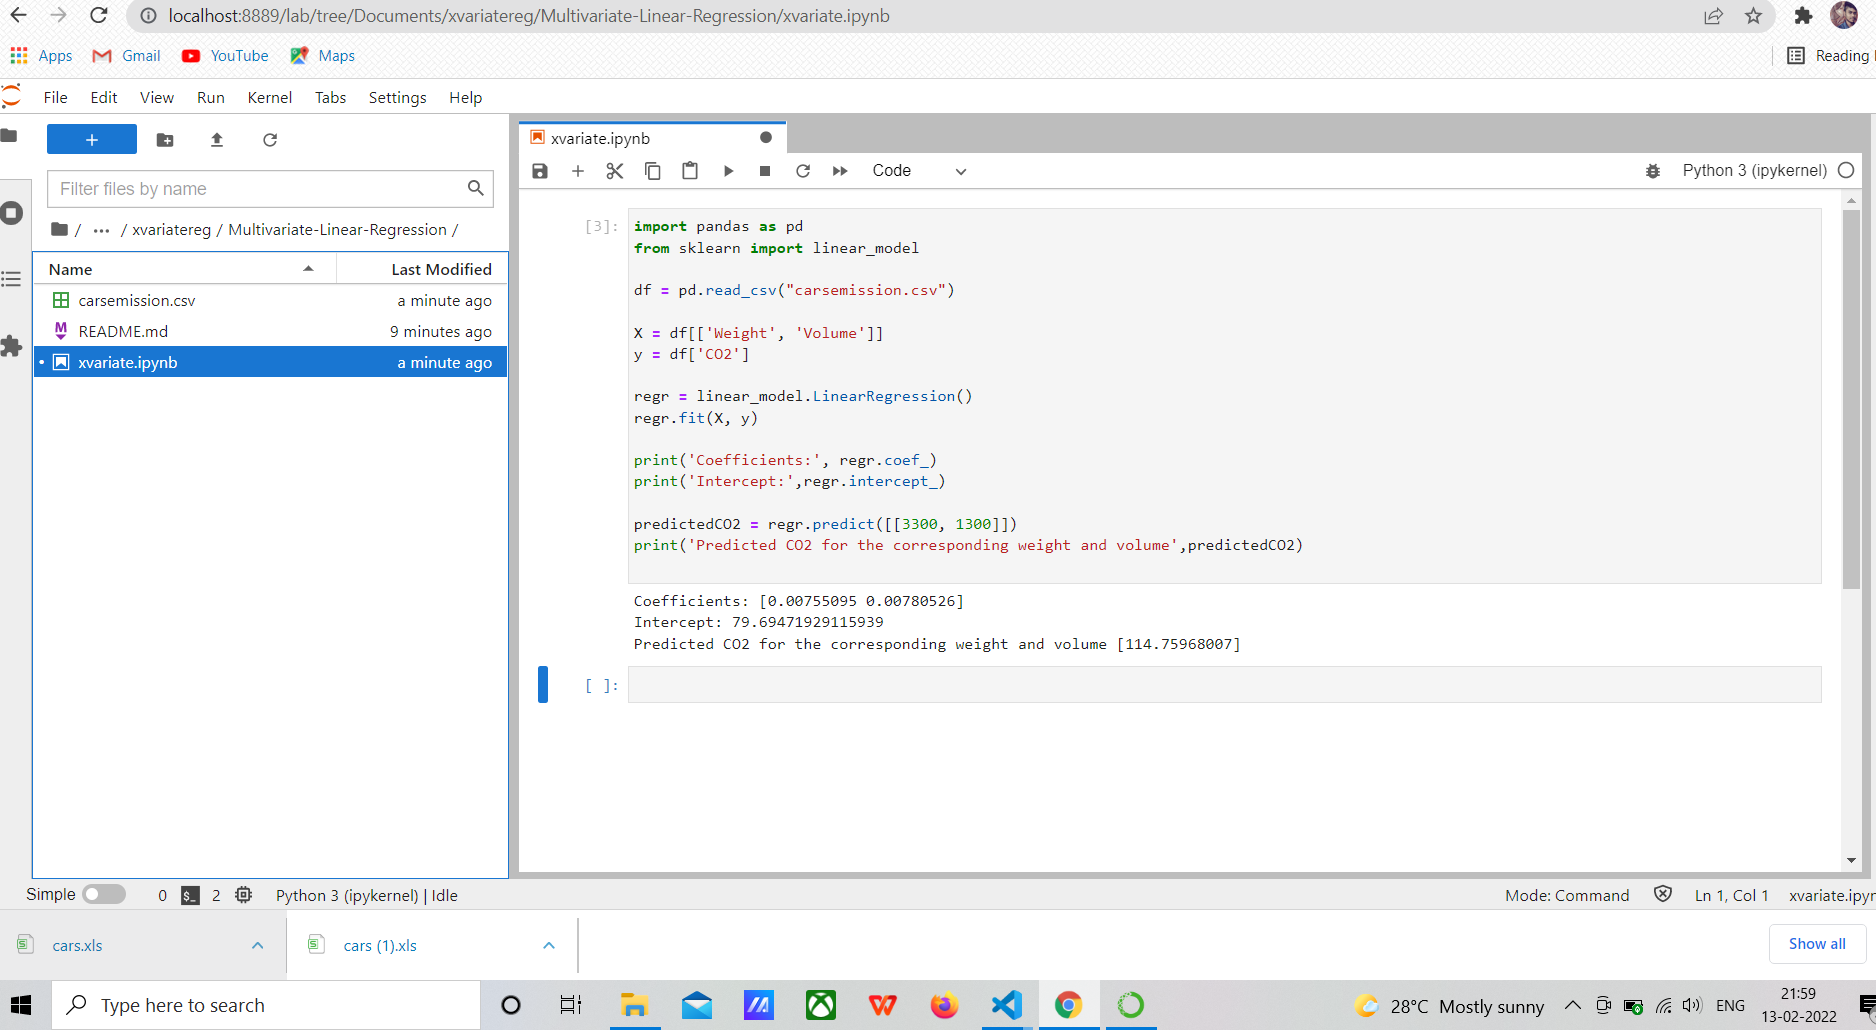 localhost:8889/lab/tree/Documents/xvariatereg/Multivariate-Linear-Regression/xvariate.ipynb
Apps Gmail YouTube Maps Reading
File Edit View Run Kernel Tabs Settings Help
xvariate.ipynb
Code Python 3 (ipykernel)
Filter files by name
/ ... / xvariatereg / Multivariate-Linear-Regression /
Name Last Modified
carsemission.csv a minute ago
README.md 9 minutes ago
xvariate.ipynb a minute ago
[3]:
import pandas as pd
from sklearn import linear_model
df = pd.read_csv("carsemission.csv")
X = df[['Weight', 'Volume']]
y = df['CO2']
regr = linear_model.LinearRegression()
regr.fit(X, y)
print('Coefficients:', regr.coef_)
print('Intercept:',regr.intercept_)
predictedCO2 = regr.predict([[3300, 1300]])
print('Predicted CO2 for the corresponding weight and volume',predictedCO2)
Coefficients: [0.00755095 0.00780526]
Intercept: 79.69471929115939
Predicted CO2 for the corresponding weight and volume [114.75968007]
[ ]:
Simple 0 $_ 2 Python 3 (ipykernel) | Idle Mode: Command Ln 1, Col 1 xvariate.ipyn
cars.xls cars (1).xls Show all
Type here to search 28°C Mostly sunny ENG 21:59
13-02-2022